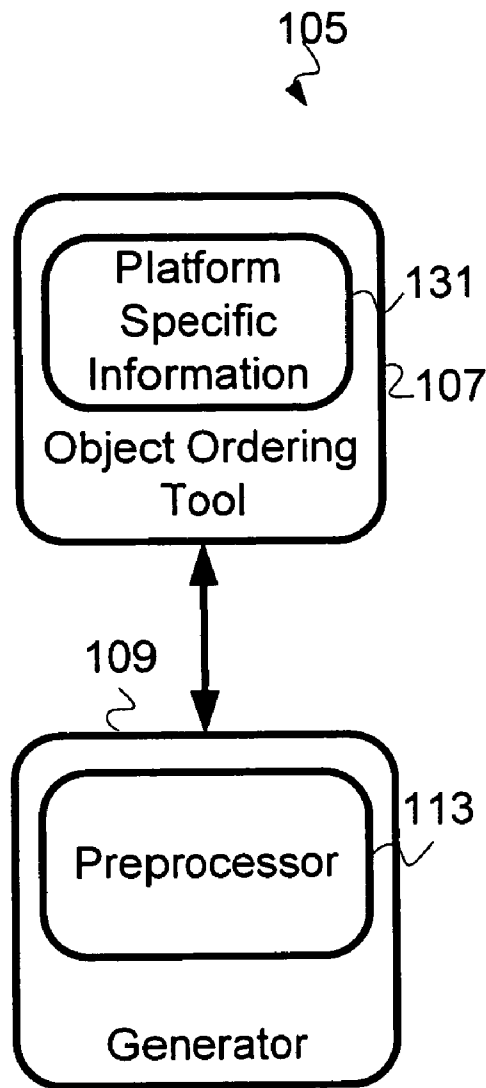 105
Platform
Specific
Information
131
107
Object Ordering
Tool
109
Preprocessor
113
Generator